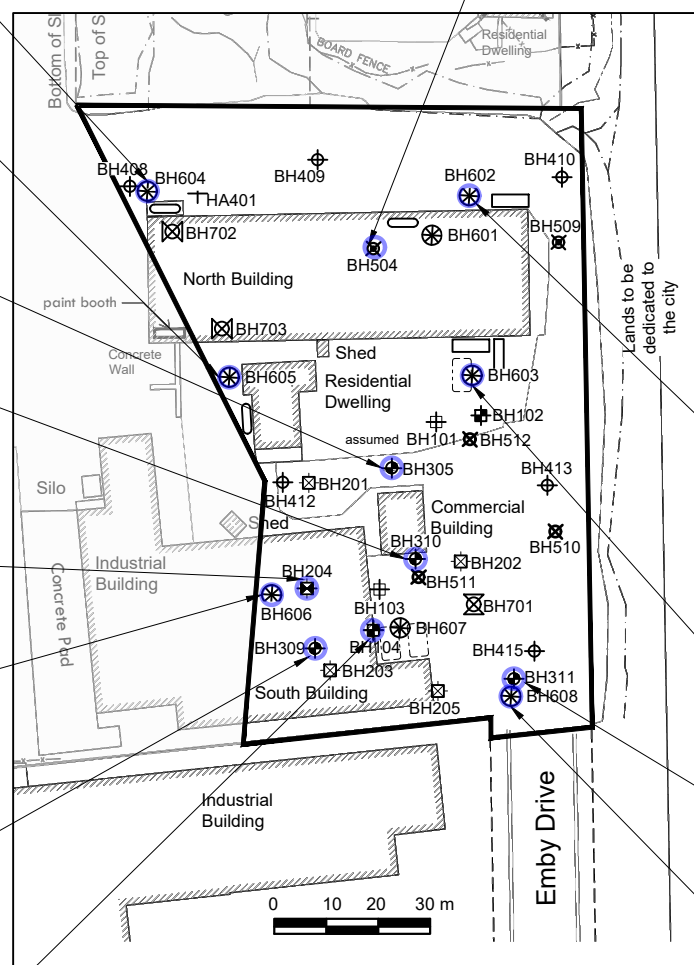 Bottom of Sl
Top of S
BOARD FENCE
Residential
Dwelling
BH408
BH604
HA401
BH409
BH602
BH410
BH702
BH504
BH601
BH509
North Building
paint booth
BH703
Concrete
Wall
Shed
BH605
Residential
Dwelling
BH603
Lands to be
dedicated to
the city
BH102
BH101
BH512
assumed
BH305
BH412
BH201
BH413
Silo
Shed
Commercial
Building
BH310
BH510
Industrial
Building
Concrete Pad
BH204
BH202
BH511
BH606
BH103
BH701
BH607
BH104
BH309
BH203
BH415
BH311
BH608
South Building
BH205
Industrial
Building
Emby Drive
0 10 20 30 m